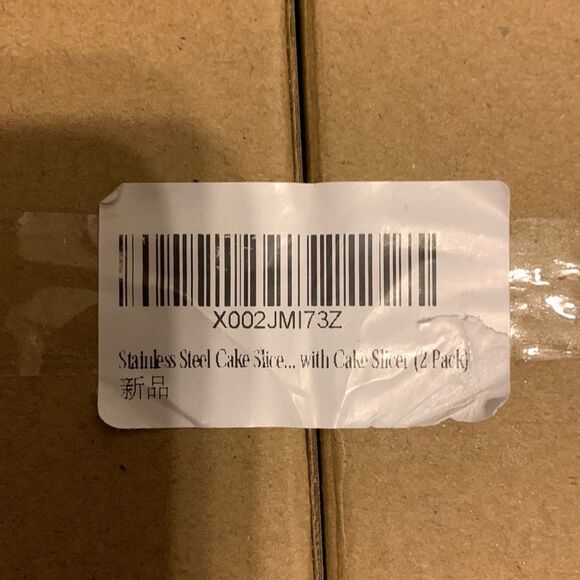 X002JMI73Z
Stainless Steel Cake Slice... with Cake Slicer (2 Pack)
新品